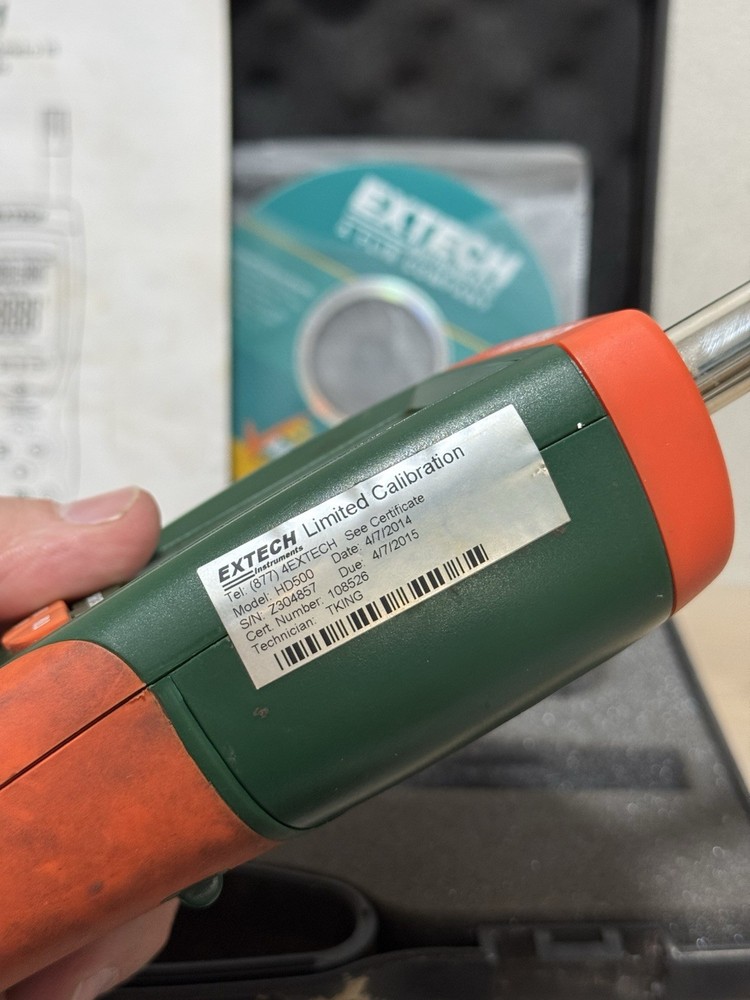 EXTECH
EXTECH Instruments Limited Calibration
Tel: (877) 4EXTECH See Certificate
Model: HD500 Date: 4/7/2014
S/N: Z304857 Due: 4/7/2015
Cert. Number: 108526
Technician: TKING